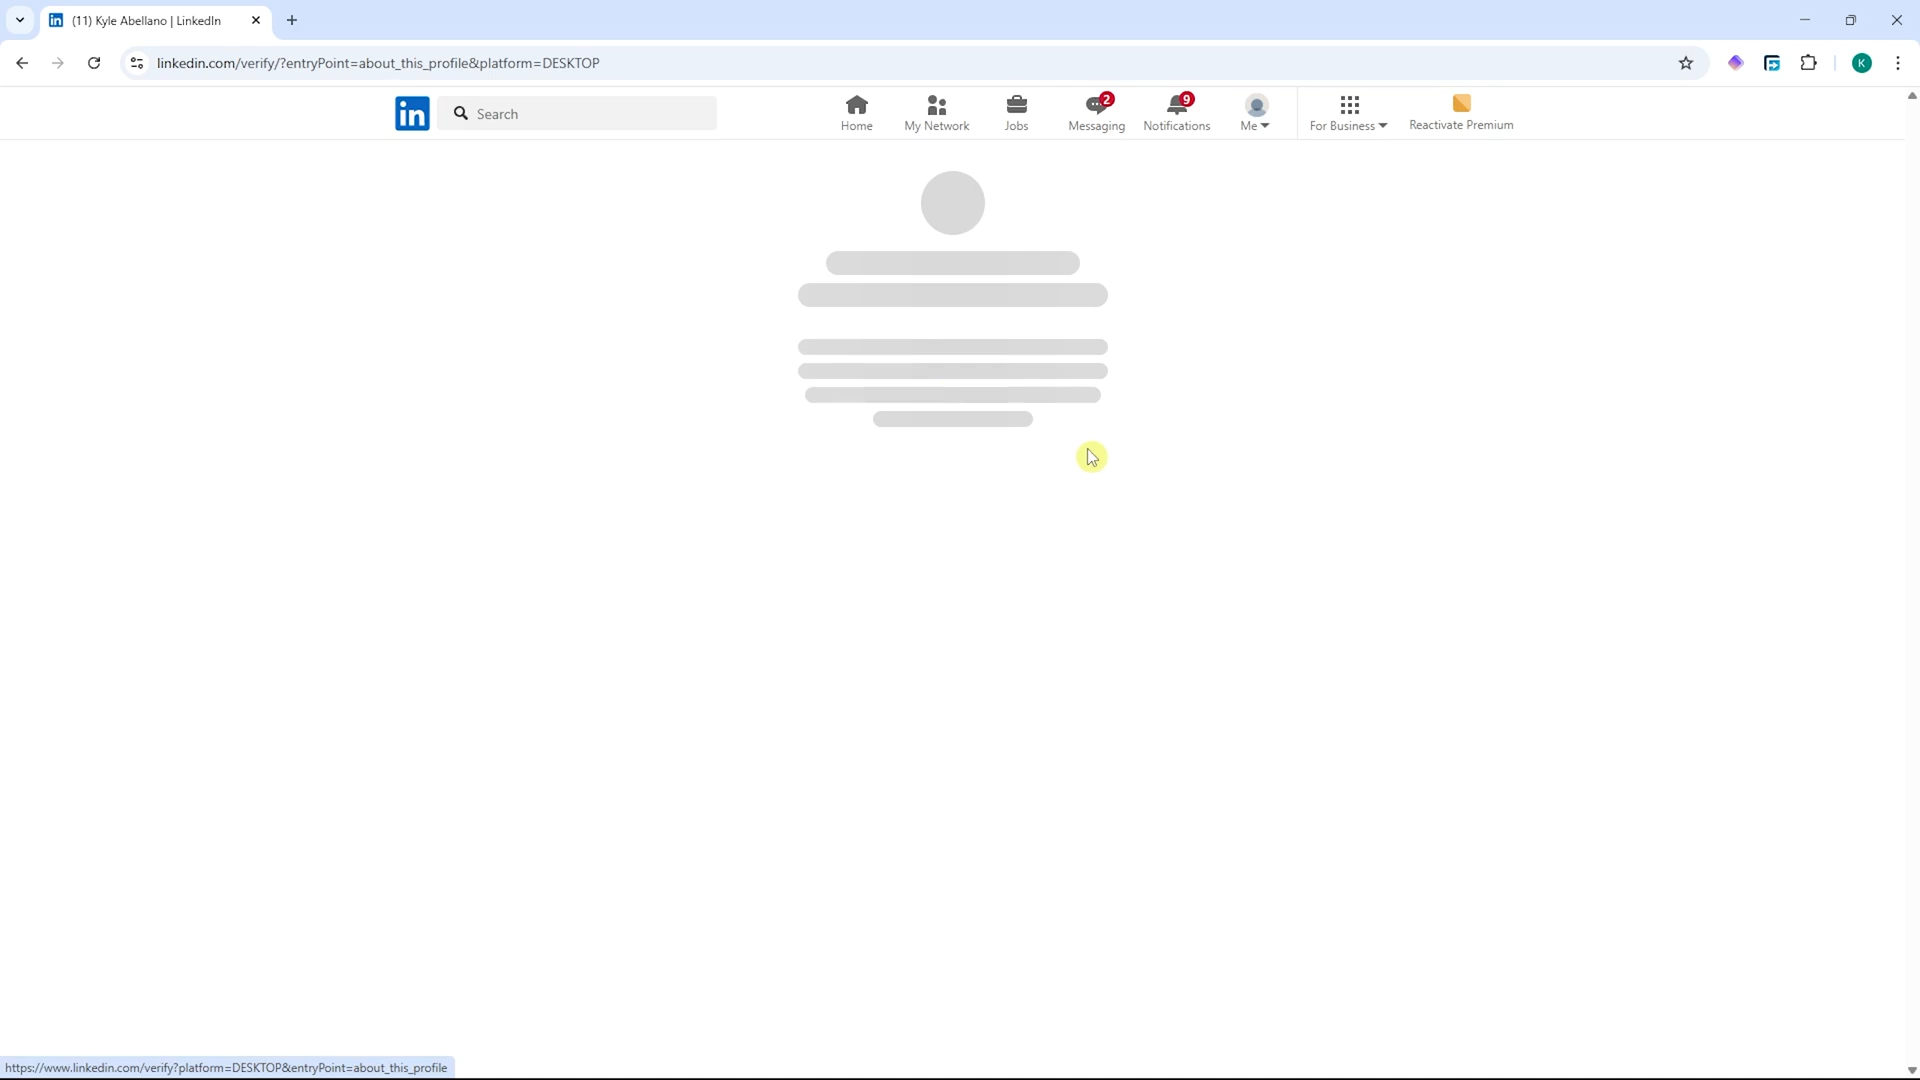 (11) Kyle Abellano | LinkedIn
linkedin.com/verify/?entryPoint=about_this_profile&platform=DESKTOP
K
in
Search
Home
My Network
Jobs
2
Messaging
9
Notifications
Me
For Business
Reactivate Premium
https://www.linkedin.com/verify?platform=DESKTOP&entryPoint=about_this_profile